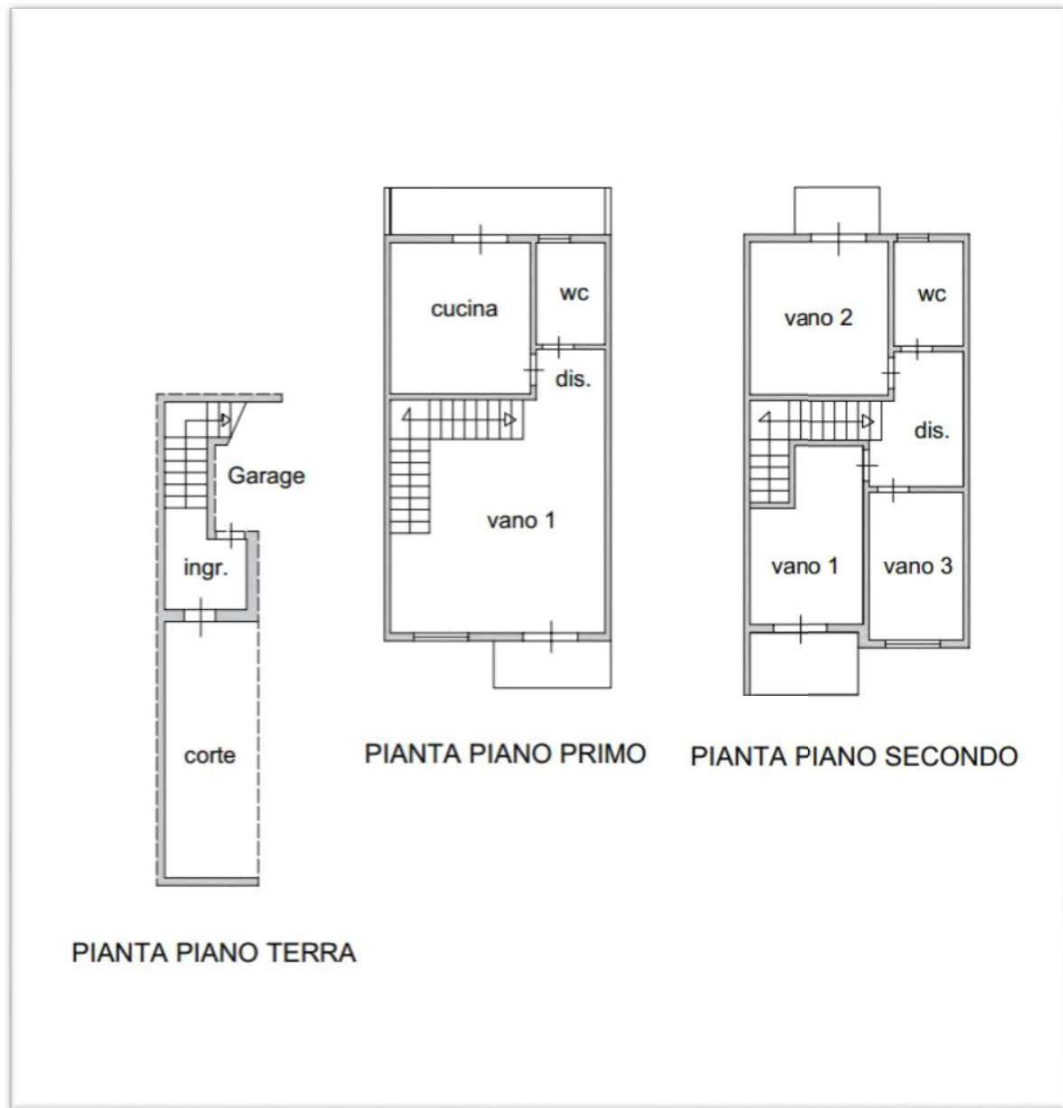 Garage
ingr.
corte
PIANTA PIANO TERRA
cucina
wc
dis.
vano 1
PIANTA PIANO PRIMO
vano 2
wc
dis.
vano 1
vano 3
PIANTA PIANO SECONDO